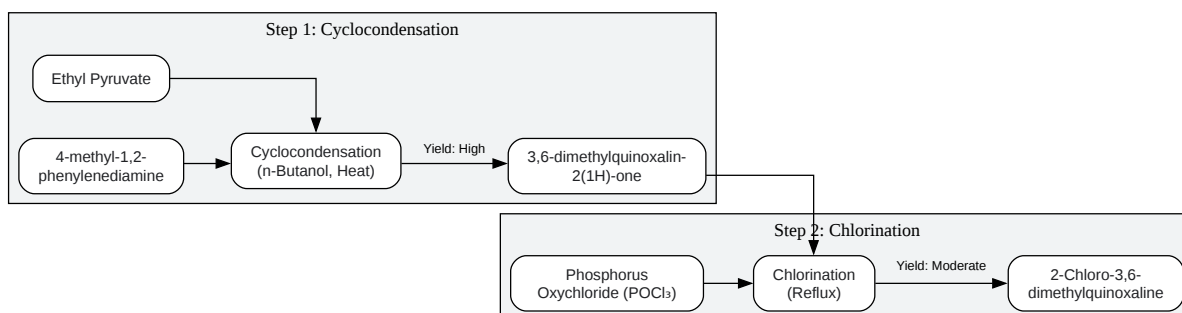 Step 1: Cyclocondensation
Ethyl Pyruvate
4-methyl-1,2-
phenylenediamine
Cyclocondensation
(n-Butanol, Heat)
Yield: High
3,6-dimethylquinoxalin-
2(1H)-one
Step 2: Chlorination
Phosphorus
Oxychloride (POCl₃)
Chlorination
(Reflux)
Yield: Moderate
2-Chloro-3,6-
dimethylquinoxaline